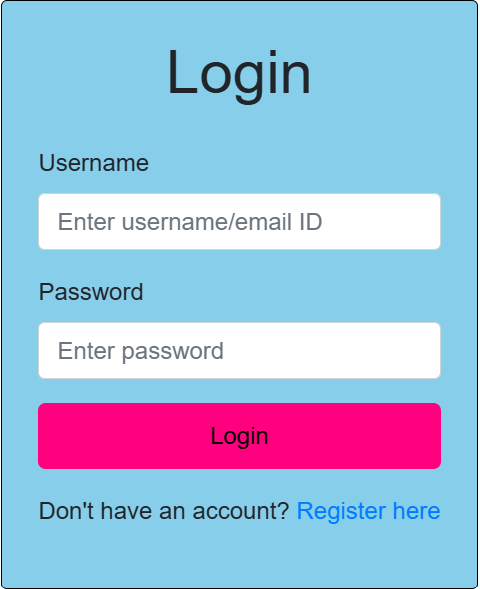 Login
Username
Enter username/email ID
Password
Enter password
Login
Don't have an account? Register here